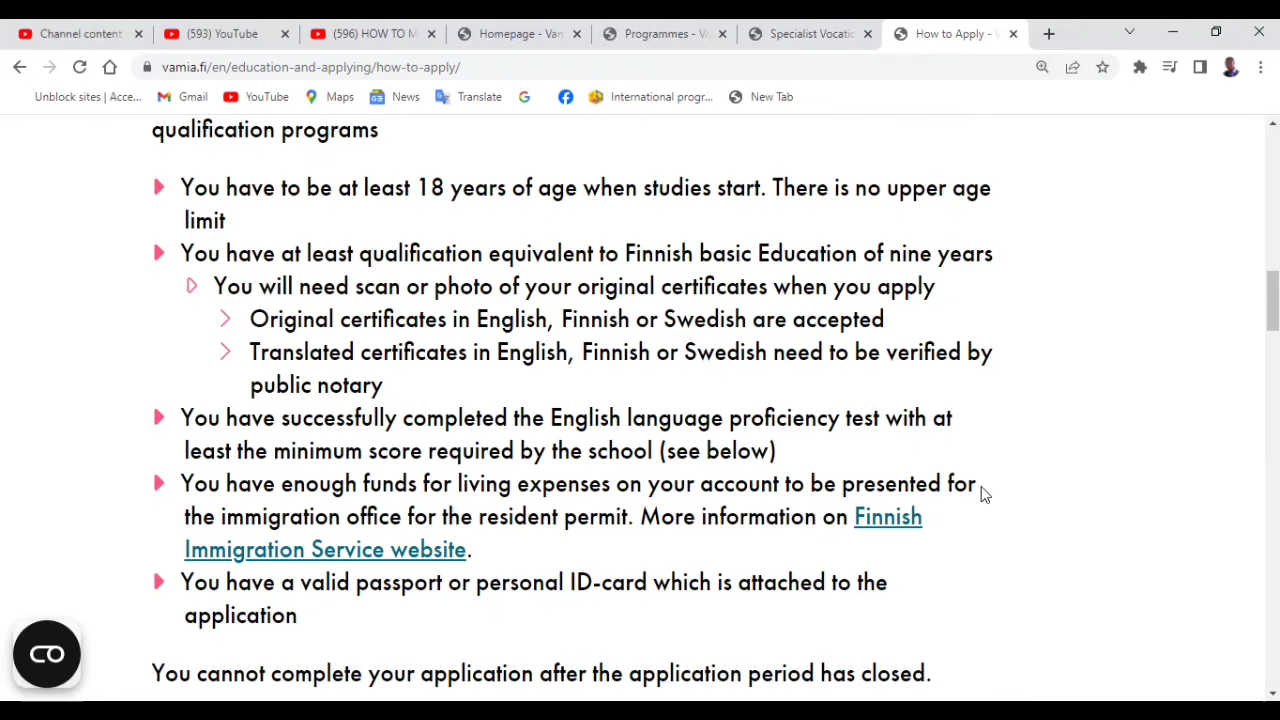 Channel content
(593) YouTube
(596) HOW TO M
Homepage - Van
Programmes - V
Specialist Vocatio
How to Apply - V
vamia.fi/en/education-and-applying/how-to-apply/
Unblock sites | Acce...
Gmail
YouTube
Maps
News
Translate
International progr...
New Tab
qualification programs
You have to be at least 18 years of age when studies start. There is no upper age
limit
You have at least qualification equivalent to Finnish basic Education of nine years
You will need scan or photo of your original certificates when you apply
Original certificates in English, Finnish or Swedish are accepted
Translated certificates in English, Finnish or Swedish need to be verified by
public notary
You have successfully completed the English language proficiency test with at
least the minimum score required by the school (see below)
You have enough funds for living expenses on your account to be presented for
the immigration office for the resident permit. More information on Finnish
Immigration Service website.
You have a valid passport or personal ID-card which is attached to the
application
You cannot complete your application after the application period has closed.